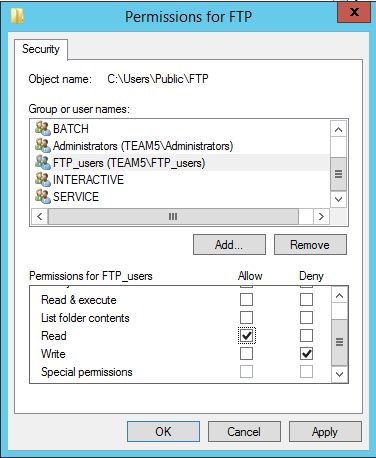 Permissions for FTP
X
Security
Object name: C:\Users\Public\FTP
Group or user names:
BATCH
Administrators (TEAM5\Administrators)
FTP_users (TEAM5\FTP_users)
INTERACTIVE
SERVICE
Add... Remove
Permissions for FTP_users Allow Deny
Read & execute
List folder contents
Read
Write
Special permissions
OK Cancel Apply